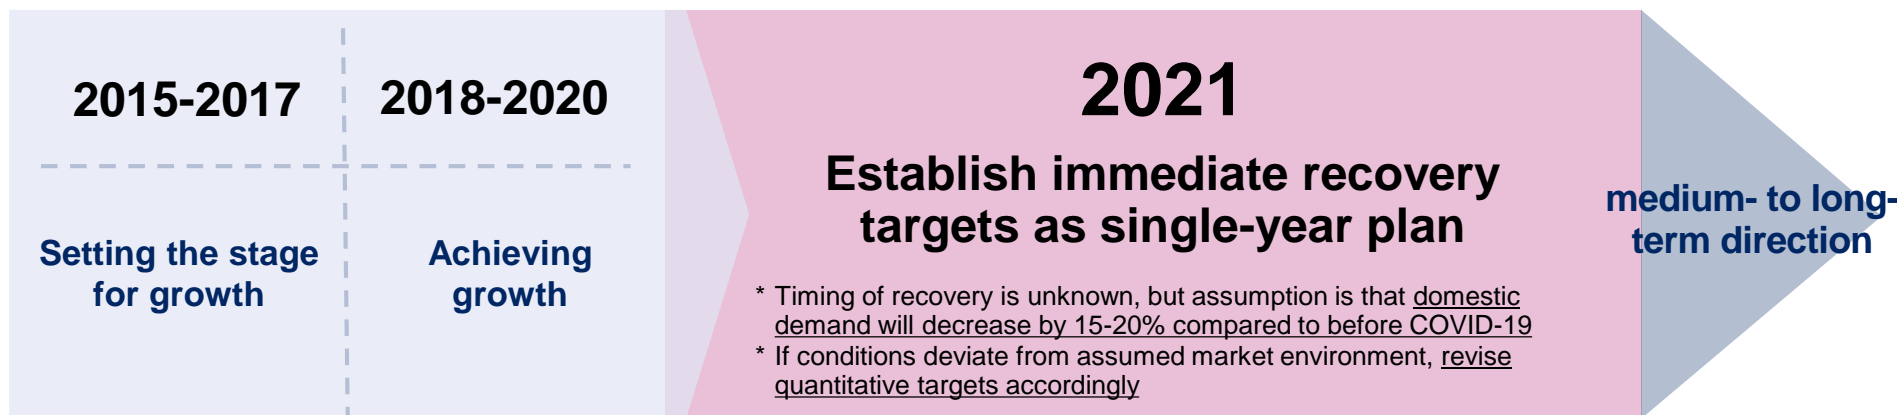 2015-2017
Setting the stage
for growth
2018-2020
Achieving
growth
2021
Establish immediate recovery
targets as single-year plan
* Timing of recovery is unknown, but assumption is that domestic
demand will decrease by 15-20% compared to before COVID-19
* If conditions deviate from assumed market environment, revise
quantitative targets accordingly
medium- to long-
term direction